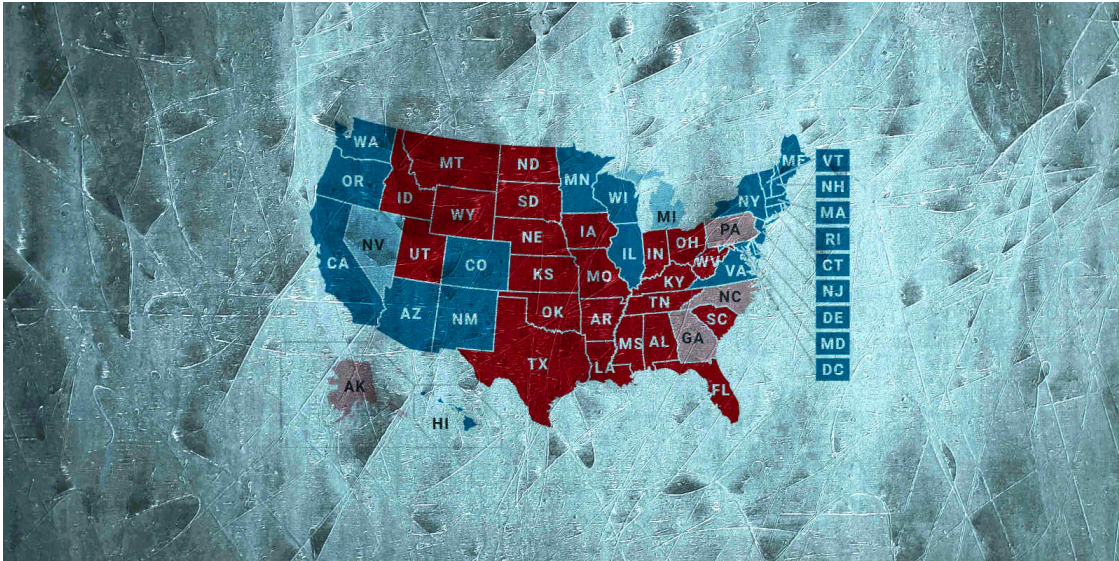 WA
MT
ND
MN
ME
VT
OR
ID
SD
WI
NH
WY
MI
NY
MA
NV
UT
NE
IA
PA
RI
CA
CO
KS
MO
IL
IN
OH
WV
VA
CT
KY
NJ
AZ
NM
OK
AR
TN
NC
DE
SC
MD
TX
LA
MS
AL
GA
DC
AK
HI
FL